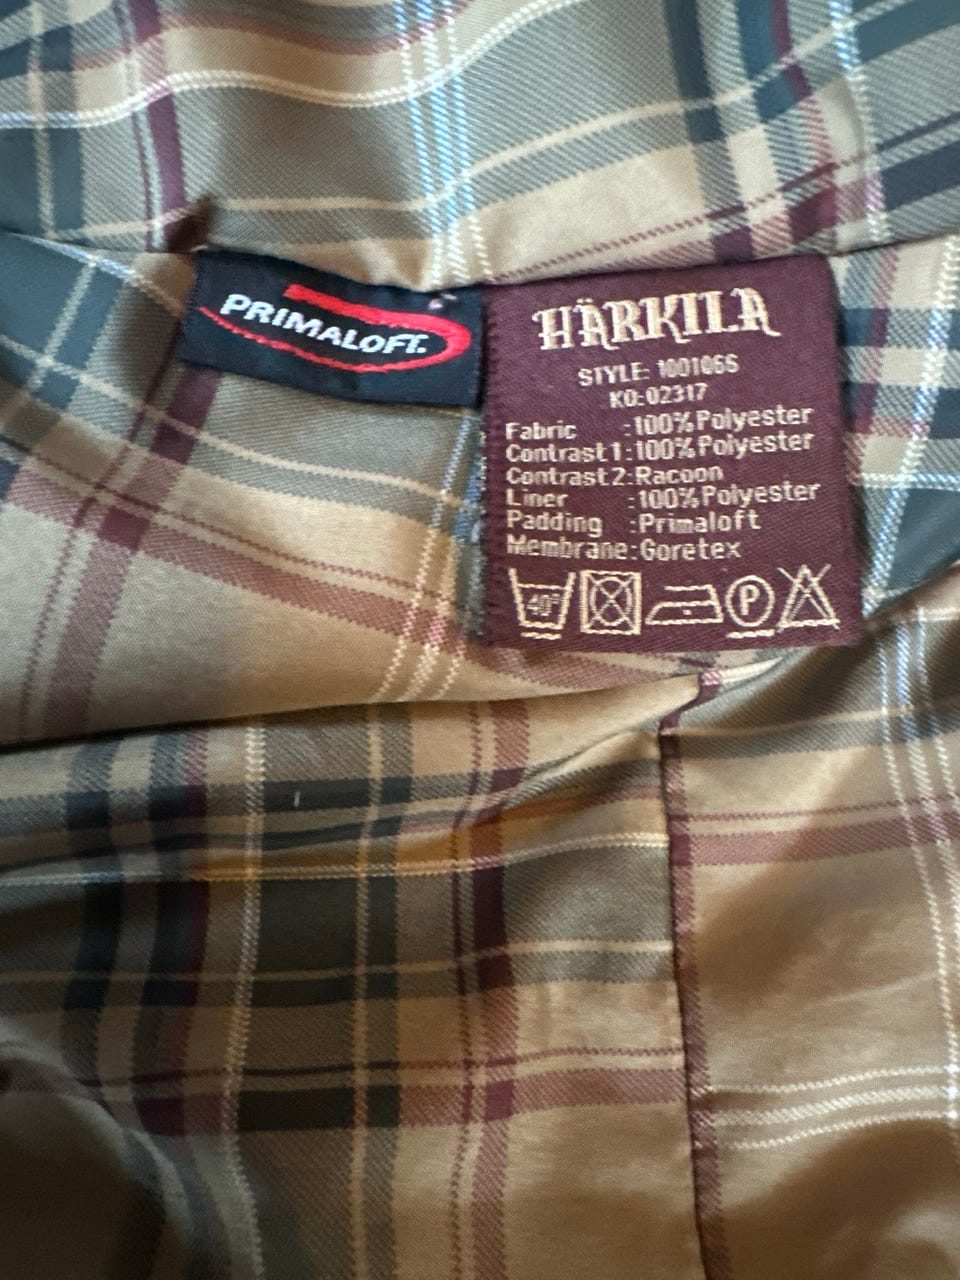 PRIMALOFT.
HÄRKILA
STYLE: 100106S
KO: 02317
Fabric :100% Polyester
Contrast 1:100% Polyester
Contrast 2:Racoon
Liner :100% Polyester
Padding :Primaloft
Membrane:Goretex
40° P